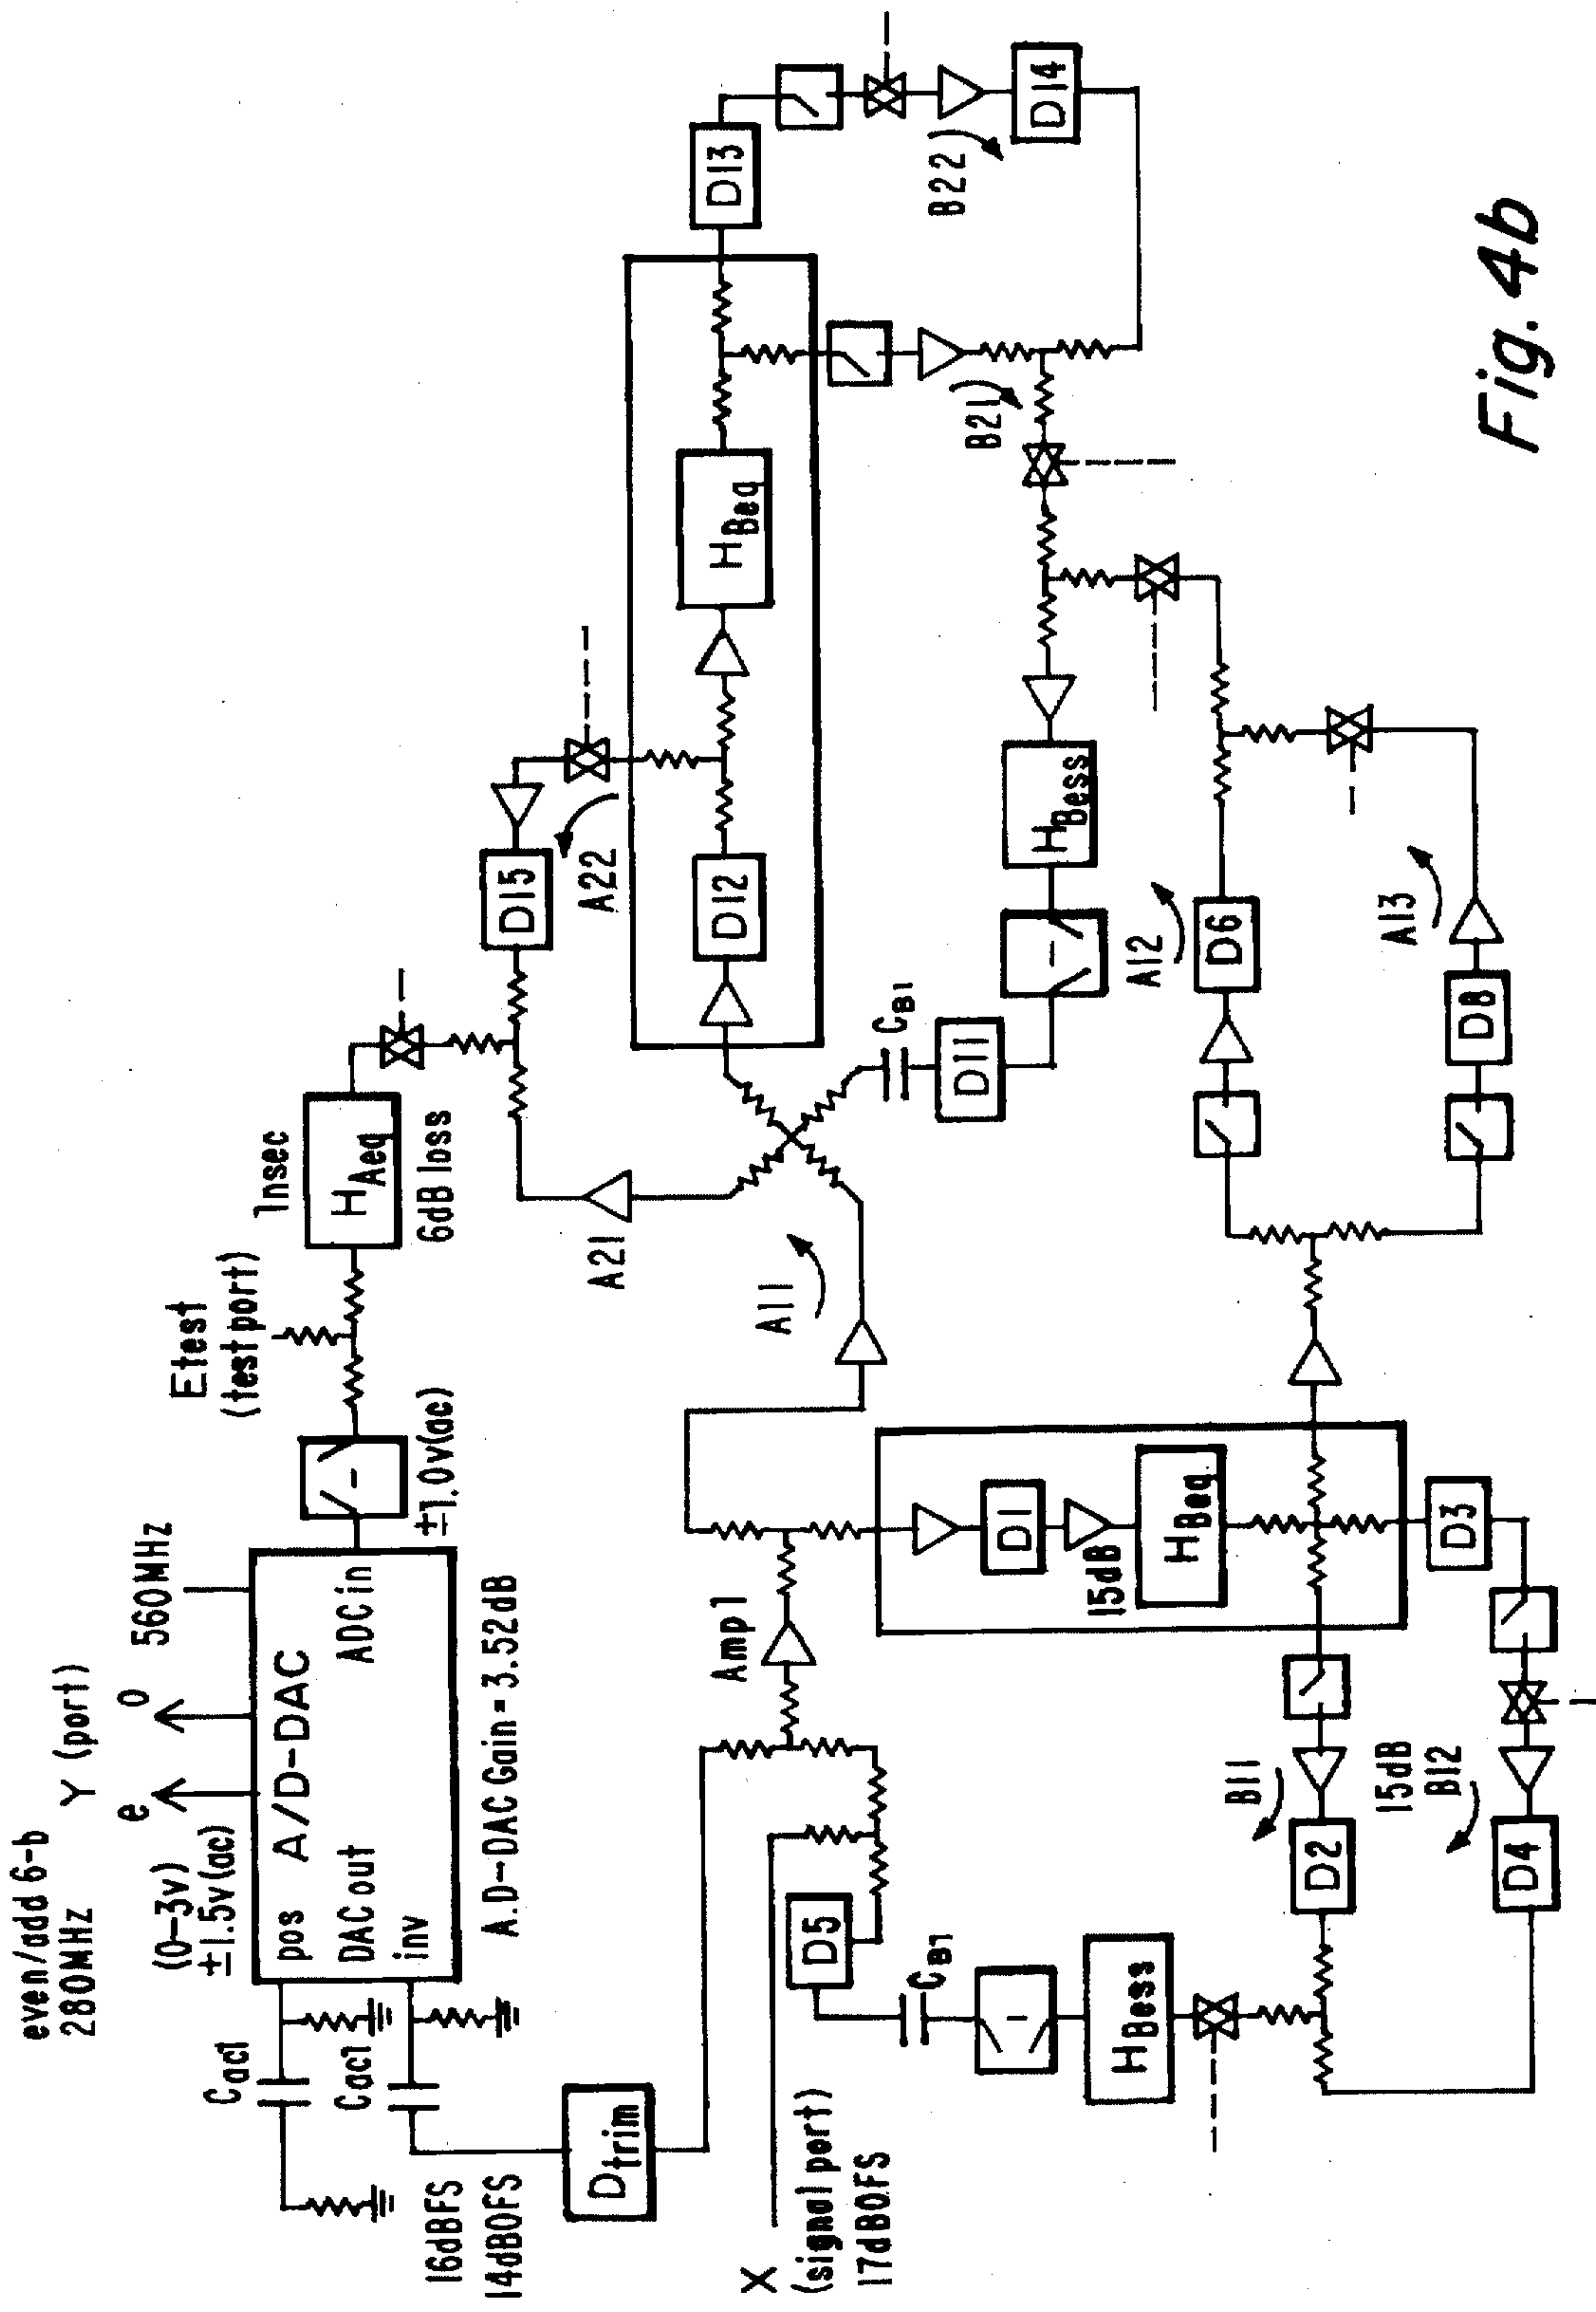 even/add 6-b
280MHz
Y (port)
e
o
560MHz
(0-3v)
±1.5v(ac)
pos
A/D-DAC
DAC out
ADC in
inv
±1.0v(ac)
A.D-DAC Gain = 3.52dB
Cac1
Cac1
16dBFS
14dBOFS
Dtrim
X
(signal port)
17dBOFS
Etest
(test port)
1nsec
HAeq
6dB loss
D15
A22
A21
D12
HBeq
D13
B22
D14
B21
A11
Amp1
D5
CB1
HBess
D1
15dB
HBeq
D3
B11
D2
15dB
B12
D4
CB1
D11
HBess
A12
D6
A13
D8
Fig. 4b